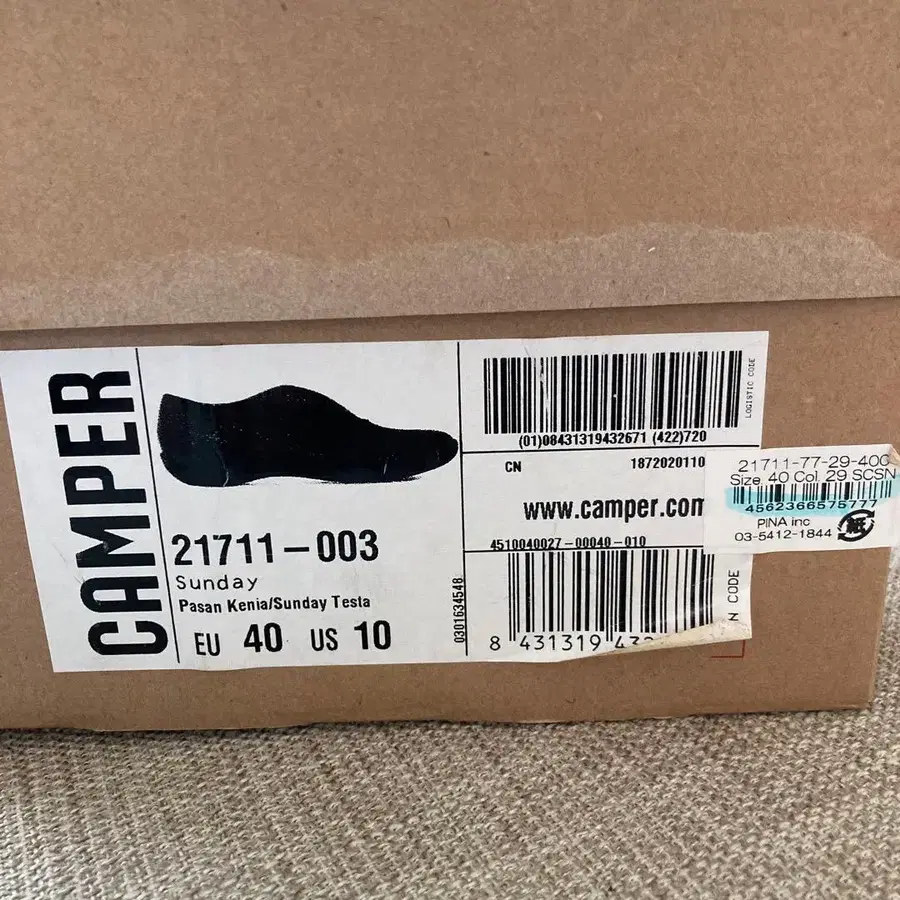 CAMPER
21711-003
Sunday
Pasan Kenia/Sunday Testa
EU 40 US 10
0301634548
(01)08431319432671 (422)720
LOGISTIC CODE
CN 1872020110
www.camper.com
4510040027-00040-010
8 431319
N CODE
21711-77-29-400
Size. 40 Col. 29 SCSN
4562366575777
PINA inc
03-5412-1844